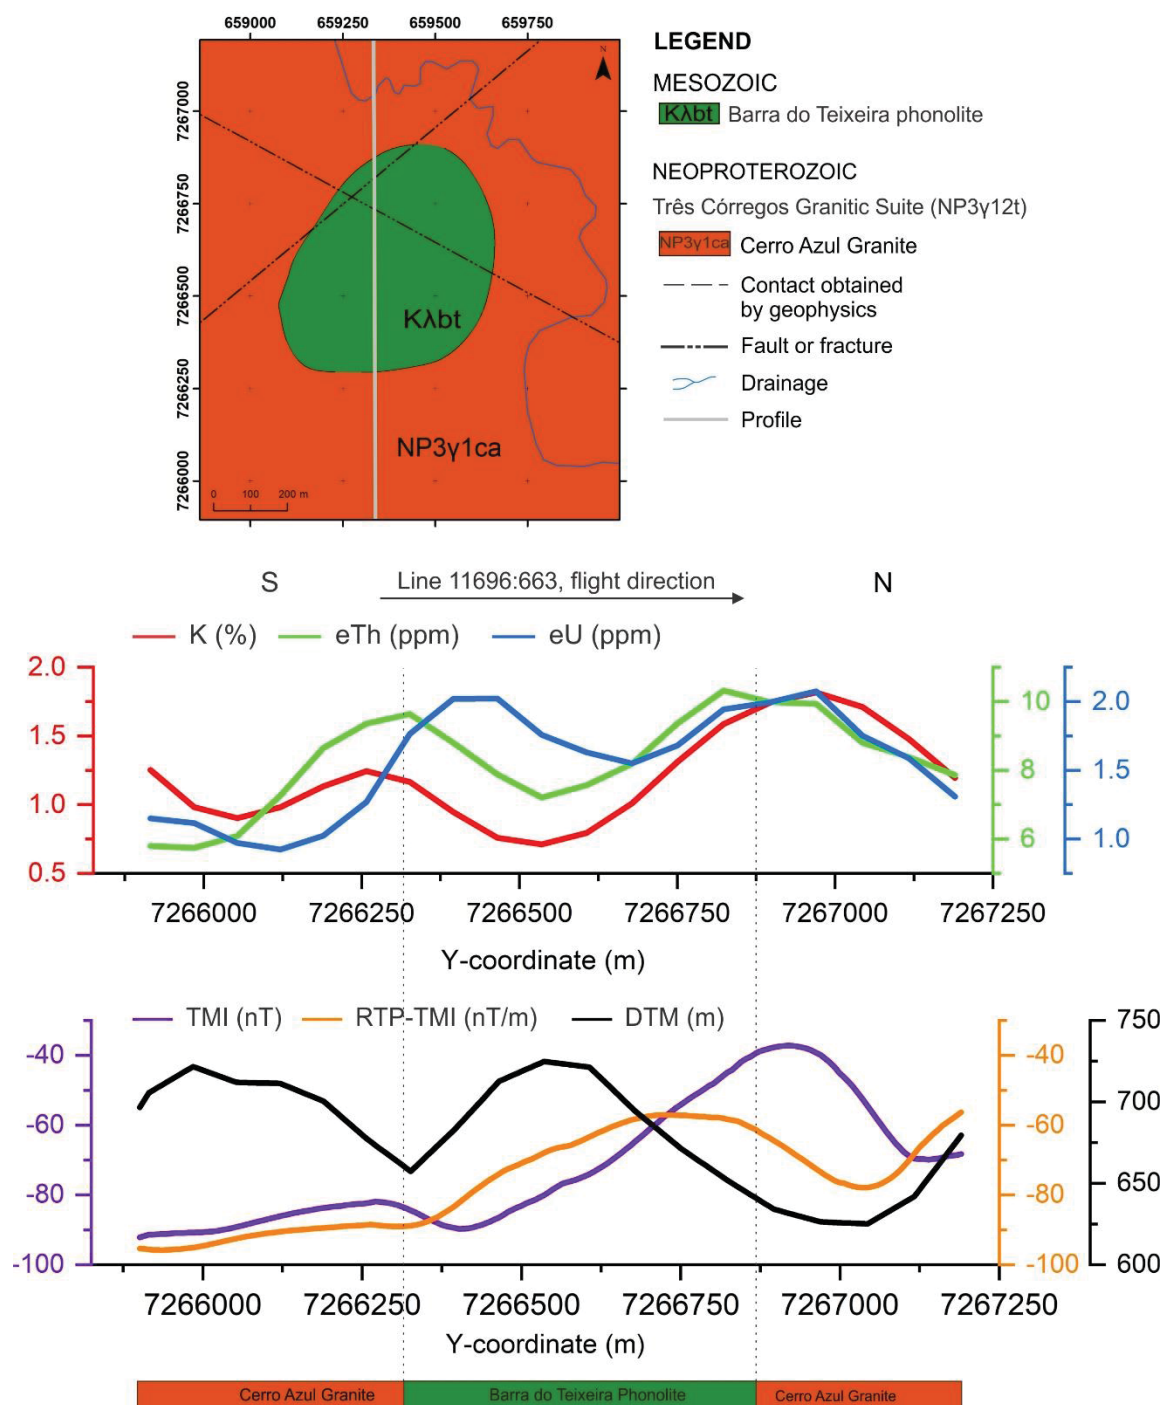 659000 659250 659500 659750
LEGEND
N
MESOZOIC
Kλbt Barra do Teixeira phonolite
7267000
NEOPROTEROZOIC
Três Córregos Granitic Suite (NP3γ12t)
7266750
NP3γ1ca Cerro Azul Granite
Contact obtained
by geophysics
7266500
Kλbt
Fault or fracture
Drainage
7266250
Profile
NP3γ1ca
7266000
0 100 200 m
S Line 11696:663, flight direction N
K (%) eTh (ppm) eU (ppm)
2.0
10 2.0
1.5
8 1.5
1.0
6 1.0
0.5
7266000 7266250 7266500 7266750 7267000 7267250
Y-coordinate (m)
TMI (nT) RTP-TMI (nT/m) DTM (m)
750
-40 -40
700
-60 -60
650
-80 -80
-100 -100 600
7266000 7266250 7266500 7266750 7267000 7267250
Y-coordinate (m)
Cerro Azul Granite Barra do Teixeira Phonolite Cerro Azul Granite